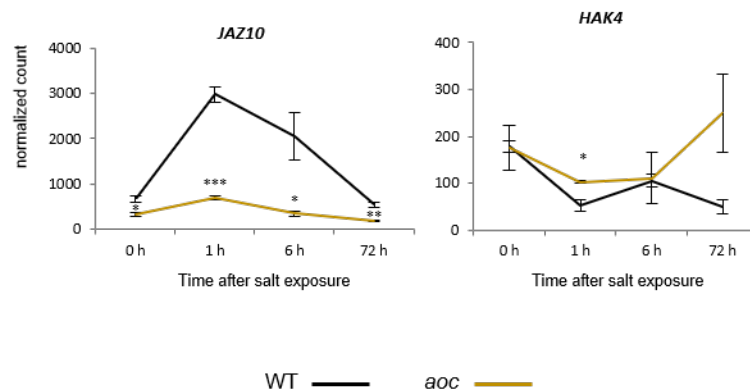 JAZ10
normalized count
4000
3000
2000
1000
0
***
*
*
**
0 h 1 h 6 h 72 h
Time after salt exposure
HAK4
400
300
200
100
0
*
0 h 1 h 6 h 72 h
Time after salt exposure
WT aoc